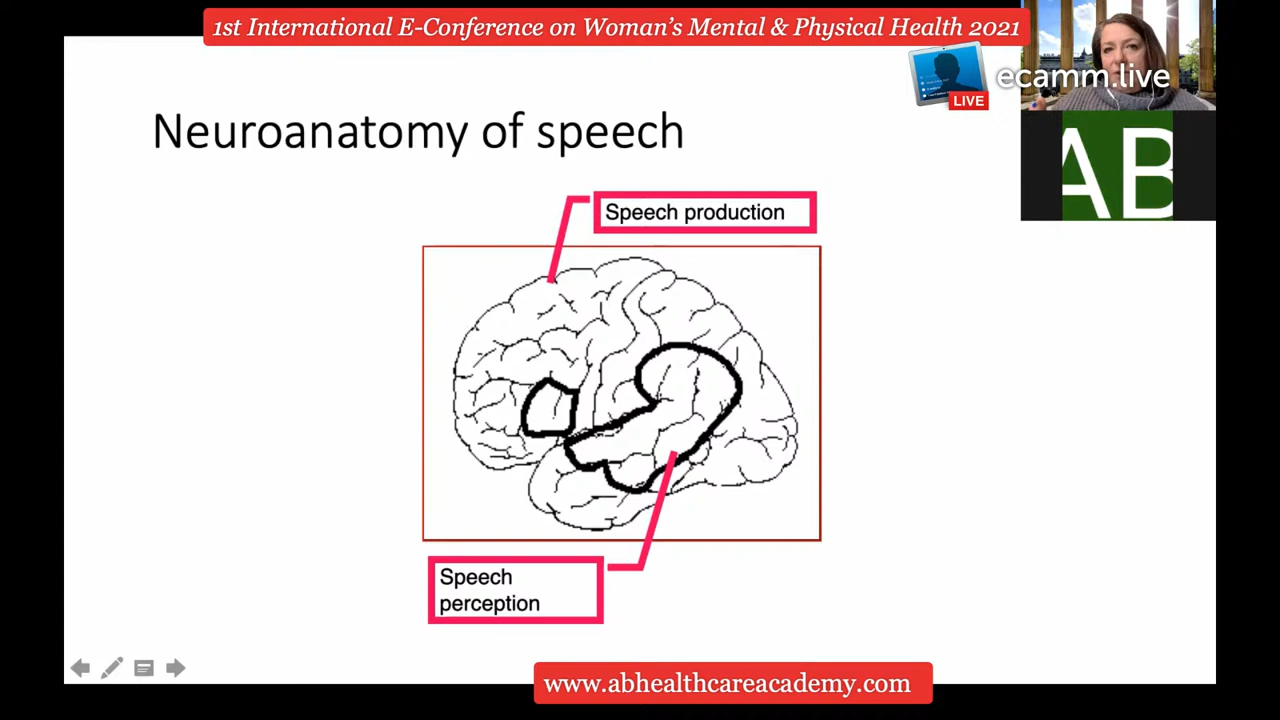 1st International E-Conference on Woman's Mental & Physical Health 2021
ecamm.live
LIVE
AB
Neuroanatomy of speech
Speech production
Speech
perception
www.abhealthcareacademy.com